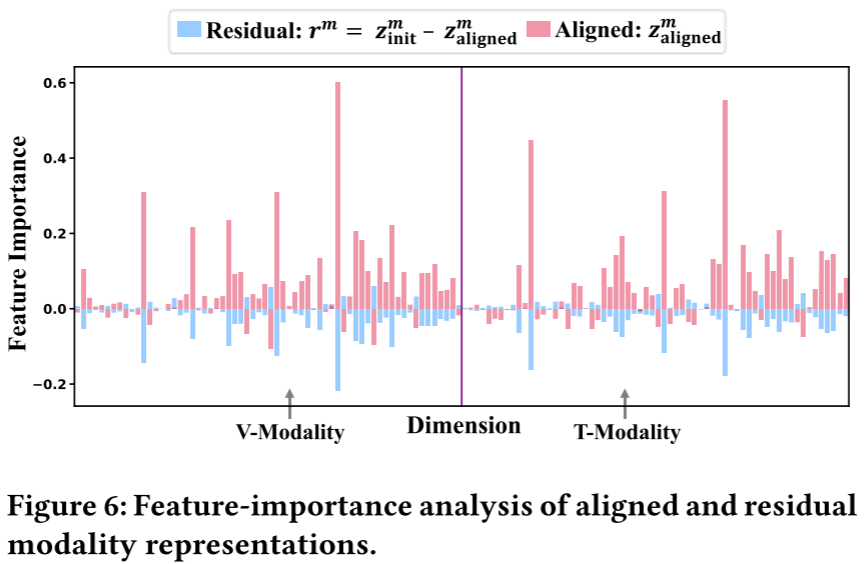 Residual: r^m = z^m_init − z^m_aligned  Aligned: z^m_aligned
Feature Importance
0.6
0.4
0.2
0.0
−0.2
V-Modality Dimension T-Modality
Figure 6: Feature-importance analysis of aligned and residual
modality representations.